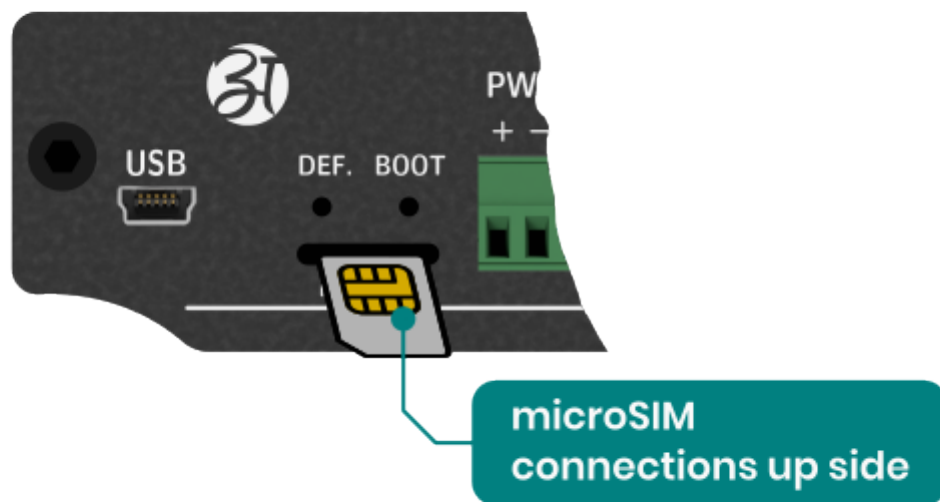 अ
PW
+ −
USB
DEF. BOOT
microSIM
connections up side